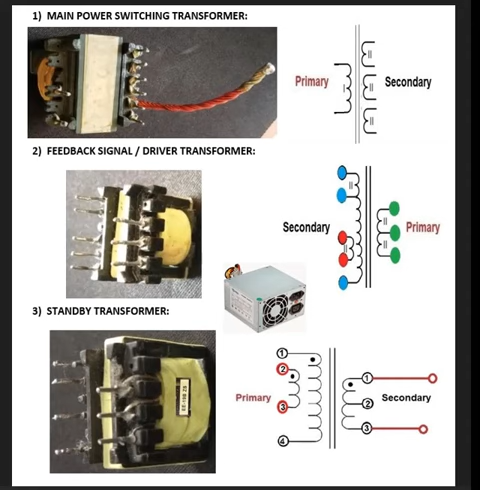 1) MAIN POWER SWITCHING TRANSFORMER:
Primary
Secondary
2) FEEDBACK SIGNAL / DRIVER TRANSFORMER:
Secondary
Primary
3) STANDBY TRANSFORMER:
1
2
3
4
Primary
1
2
3
Secondary